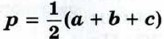 p = 1/2(a + b + c)